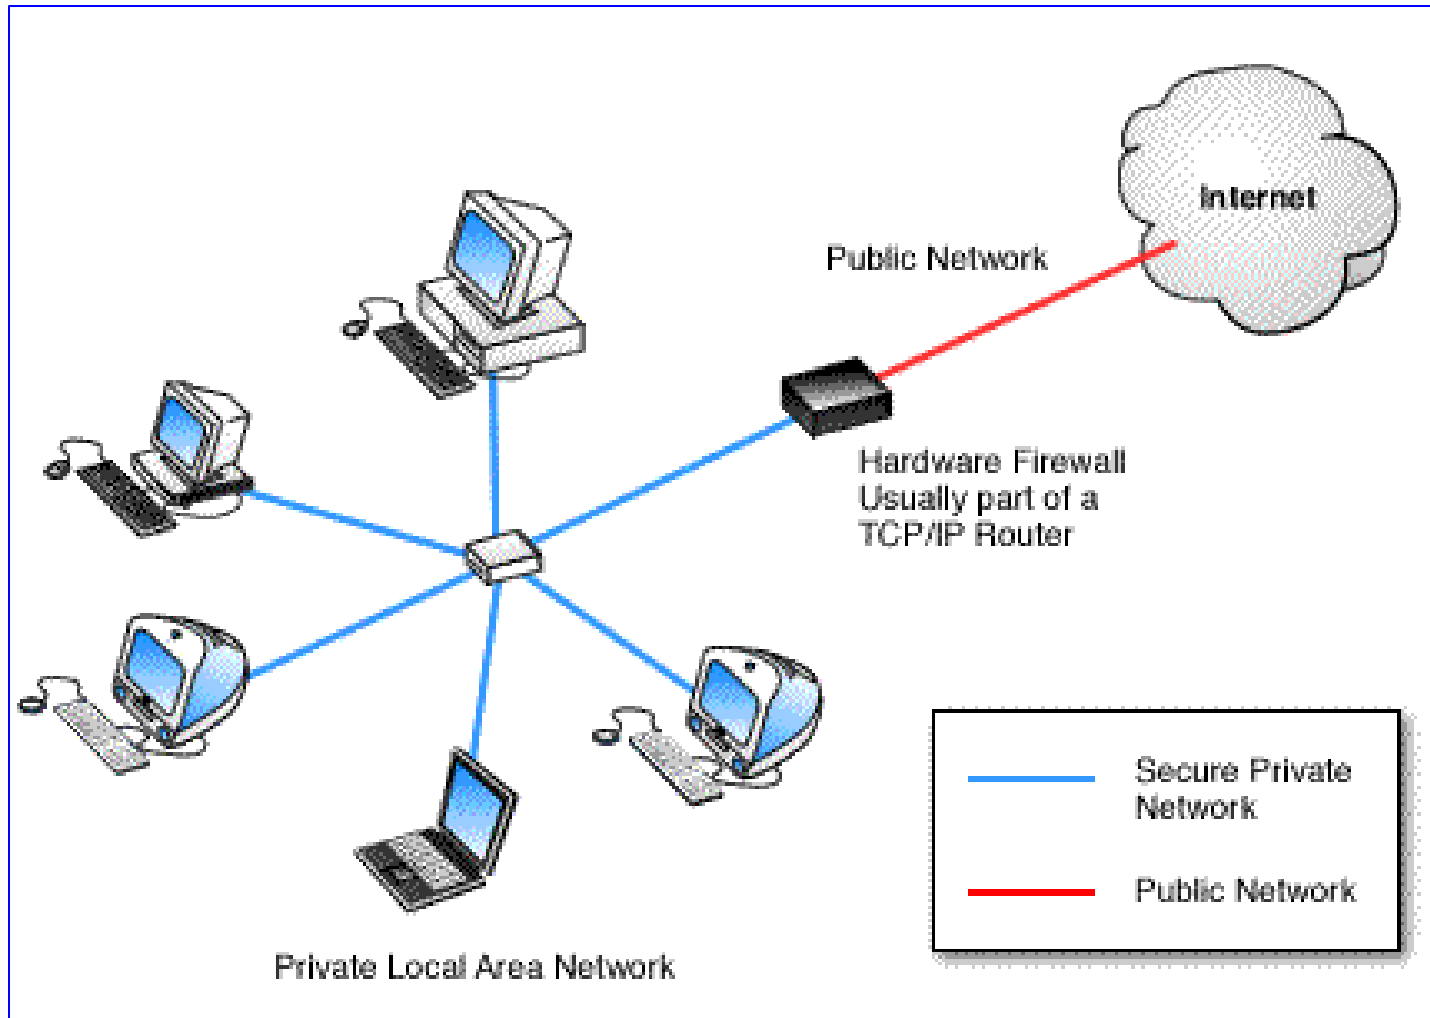 Internet
Public Network
Hardware Firewall
Usually part of a
TCP/IP Router
Secure Private
Network
Public Network
Private Local Area Network